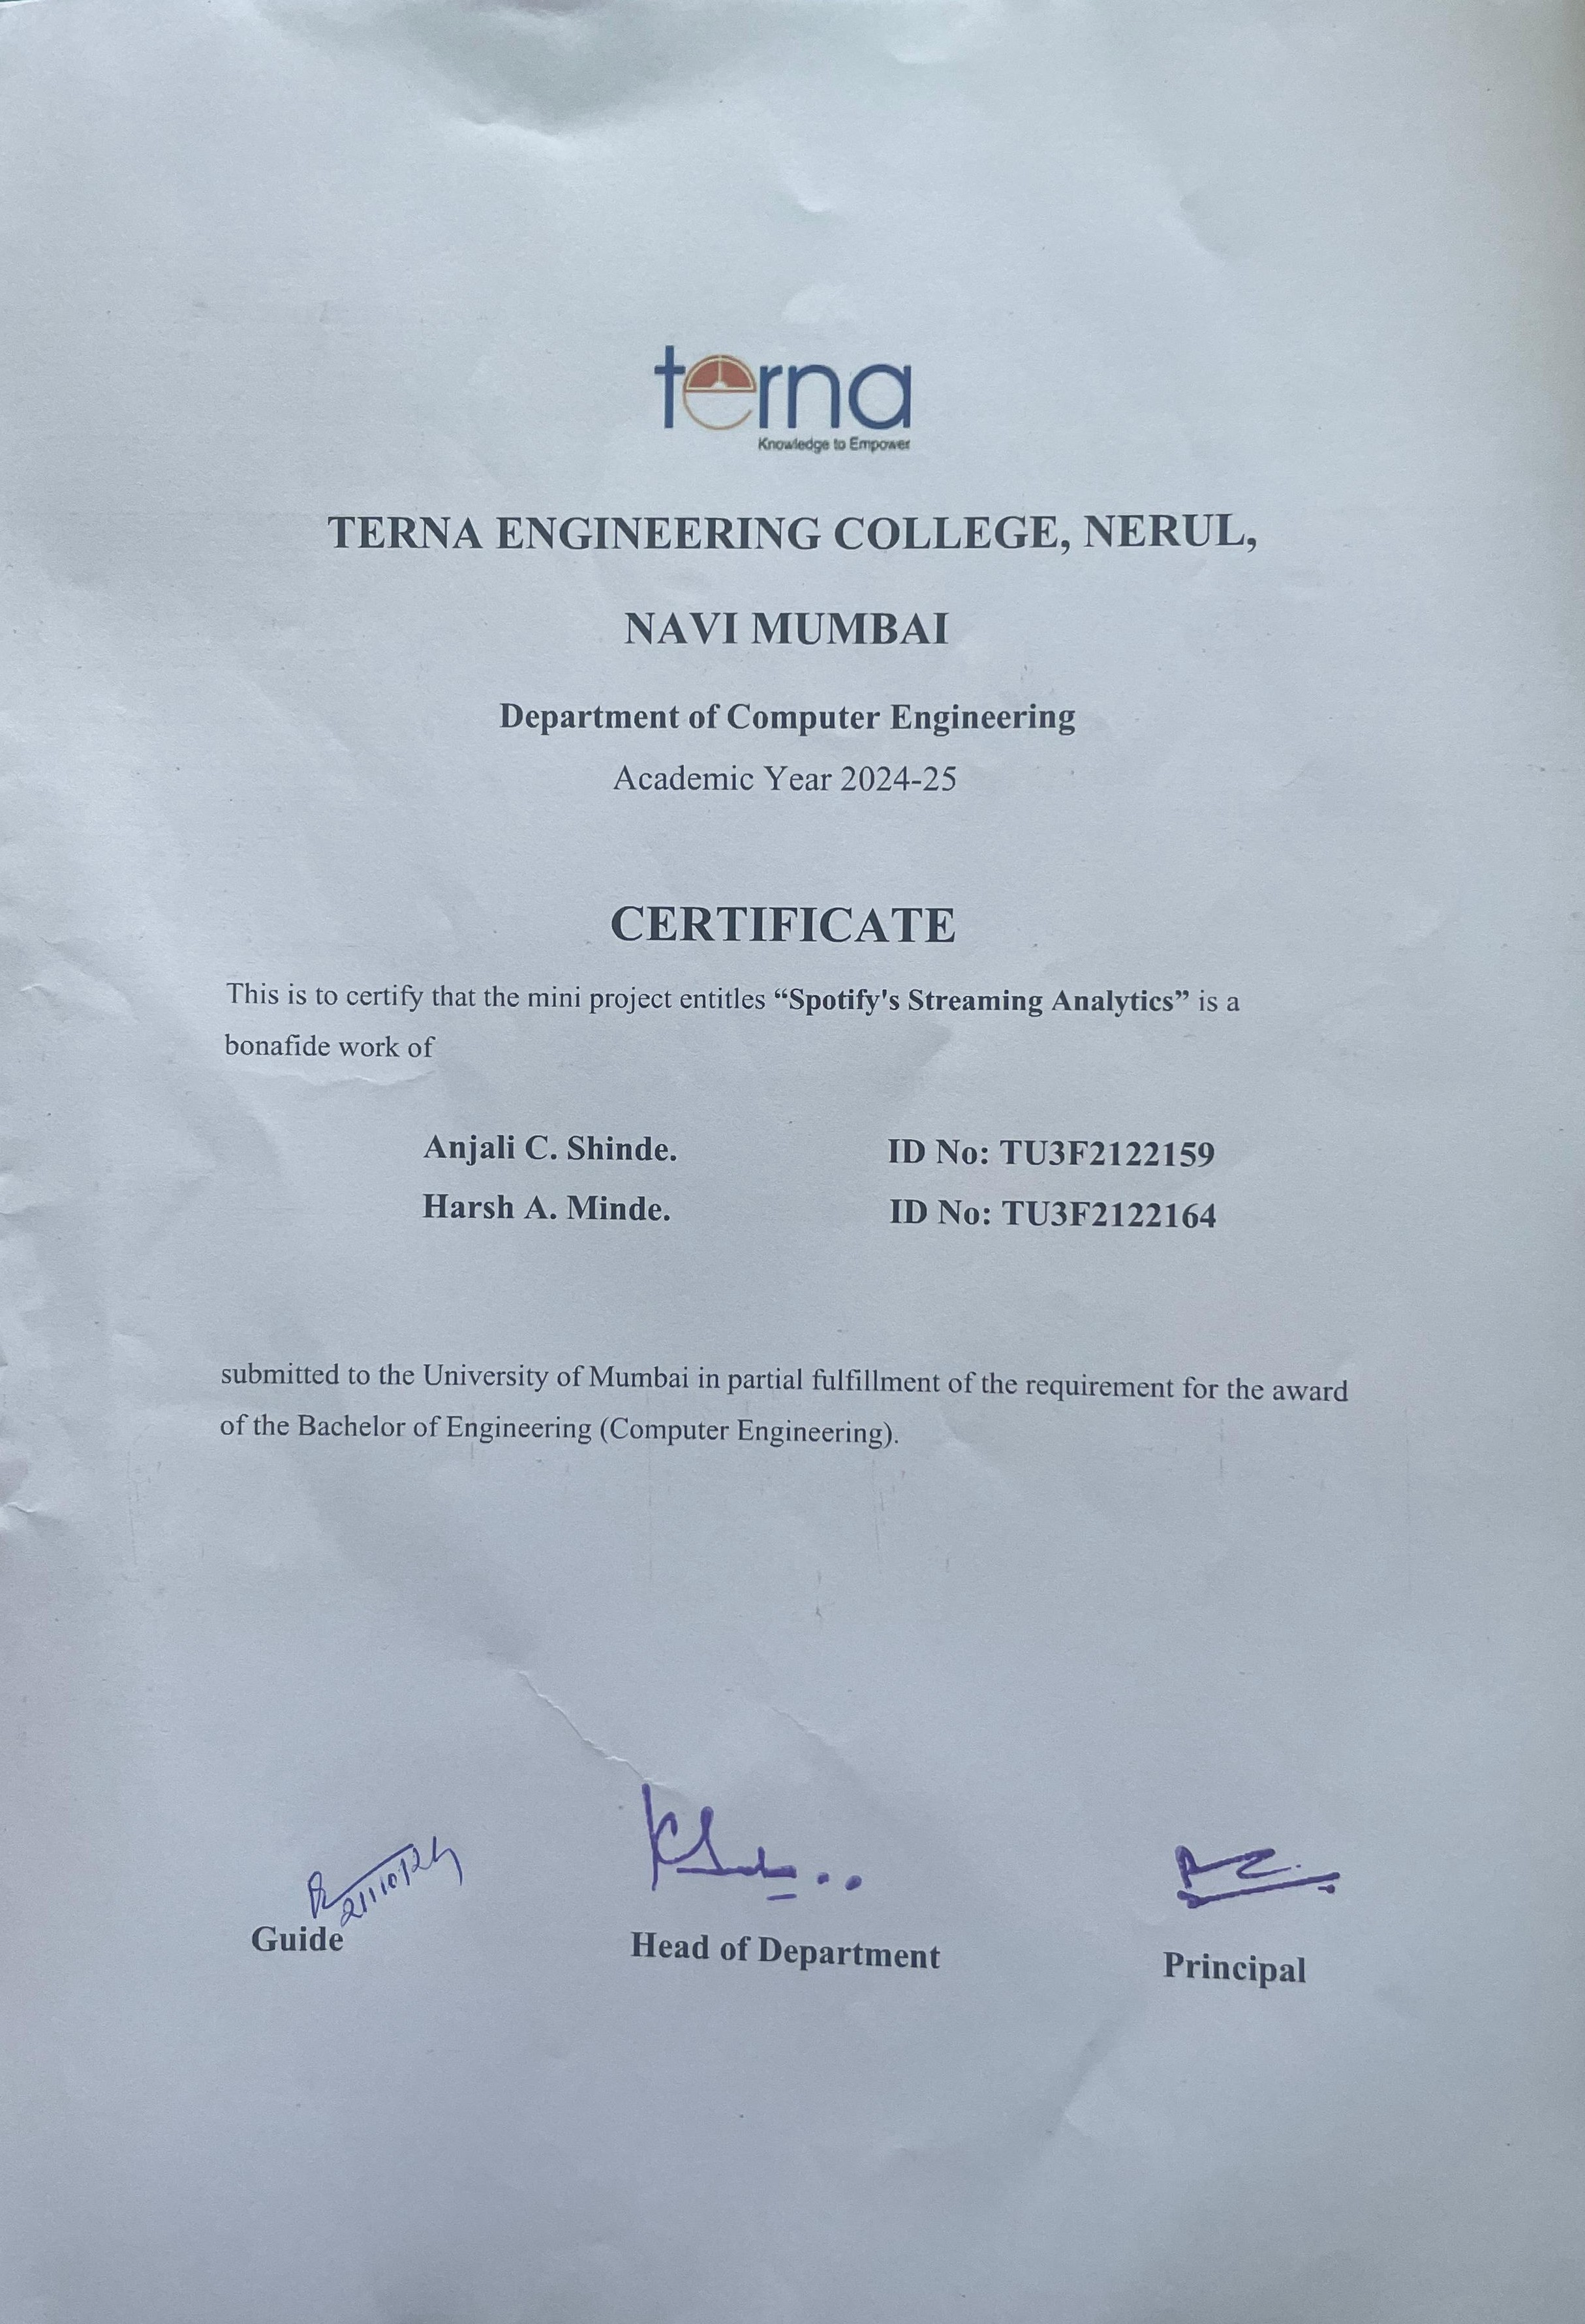 terna
Knowledge to Empower
TERNA ENGINEERING COLLEGE, NERUL,
NAVI MUMBAI
Department of Computer Engineering
Academic Year 2024-25
CERTIFICATE
This is to certify that the mini project entitles “Spotify's Streaming Analytics” is a
bonafide work of
Anjali C. Shinde. ID No: TU3F2122159
Harsh A. Minde. ID No: TU3F2122164
submitted to the University of Mumbai in partial fulfillment of the requirement for the award
of the Bachelor of Engineering (Computer Engineering).
21/10/24
Guide Head of Department Principal